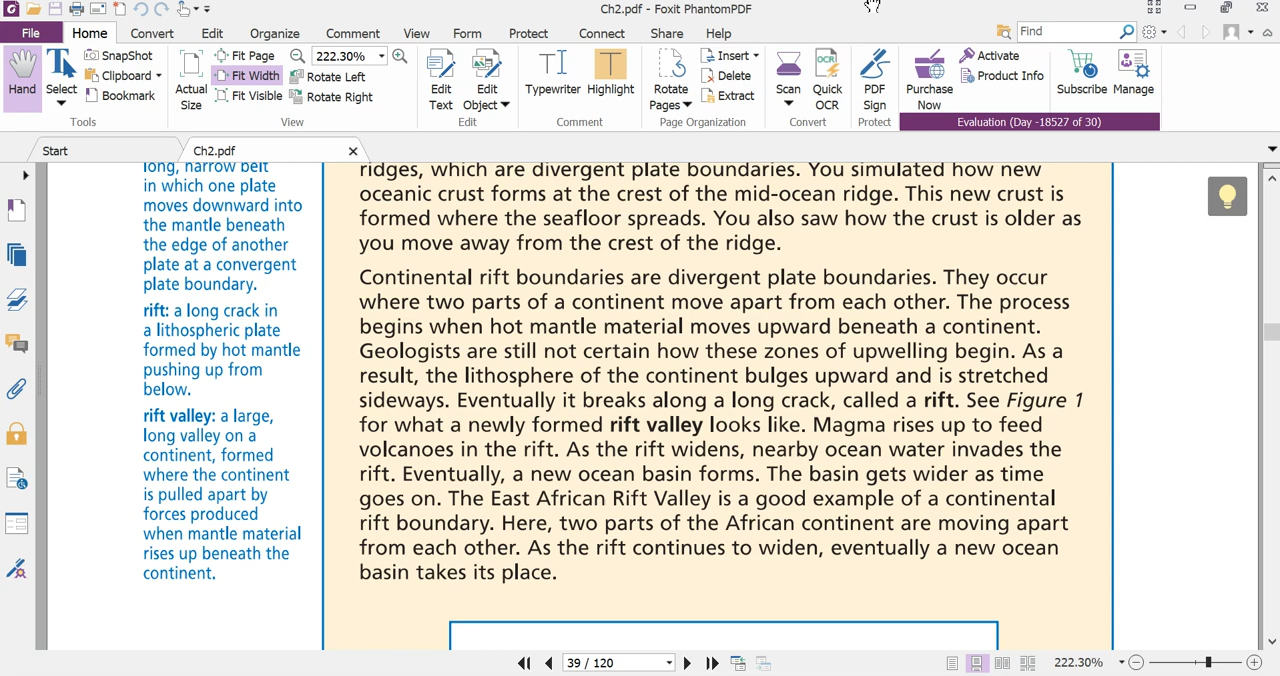 Ch2.pdf - Foxit PhantomPDF
File Home Convert Edit Organize Comment View Form Protect Connect Share Help Find
Hand
Select
SnapShot
Clipboard
Bookmark
Tools
Actual Size
Fit Page
Fit Width
Fit Visible
222.30%
Rotate Left
Rotate Right
View
Edit Text
Edit Object
Edit
Typewriter
Highlight
Comment
Rotate Pages
Insert
Delete
Extract
Page Organization
Scan
OCR
Quick OCR
Convert
PDF Sign
Protect
Purchase Now
Activate
Product Info
Subscribe
Manage
Evaluation (Day -18527 of 30)
Start
Ch2.pdf
long, narrow belt
in which one plate
moves downward into
the mantle beneath
the edge of another
plate at a convergent
plate boundary.
rift: a long crack in
a lithospheric plate
formed by hot mantle
pushing up from
below.
rift valley: a large,
long valley on a
continent, formed
where the continent
is pulled apart by
forces produced
when mantle material
rises up beneath the
continent.
ridges, which are divergent plate boundaries. You simulated how new
oceanic crust forms at the crest of the mid-ocean ridge. This new crust is
formed where the seafloor spreads. You also saw how the crust is older as
you move away from the crest of the ridge.
Continental rift boundaries are divergent plate boundaries. They occur
where two parts of a continent move apart from each other. The process
begins when hot mantle material moves upward beneath a continent.
Geologists are still not certain how these zones of upwelling begin. As a
result, the lithosphere of the continent bulges upward and is stretched
sideways. Eventually it breaks along a long crack, called a rift. See Figure 1
for what a newly formed rift valley looks like. Magma rises up to feed
volcanoes in the rift. As the rift widens, nearby ocean water invades the
rift. Eventually, a new ocean basin forms. The basin gets wider as time
goes on. The East African Rift Valley is a good example of a continental
rift boundary. Here, two parts of the African continent are moving apart
from each other. As the rift continues to widen, eventually a new ocean
basin takes its place.
39 / 120
222.30%